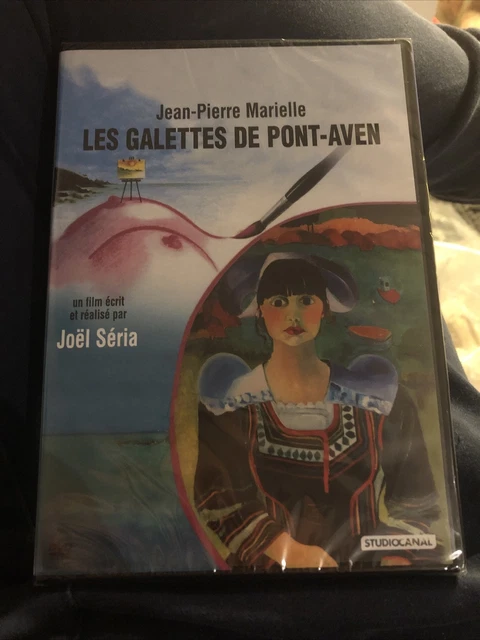 Jean-Pierre Marielle
LES GALETTES DE PONT-AVEN
un film écrit
et réalisé par
Joël Séria
STUDIOCANAL